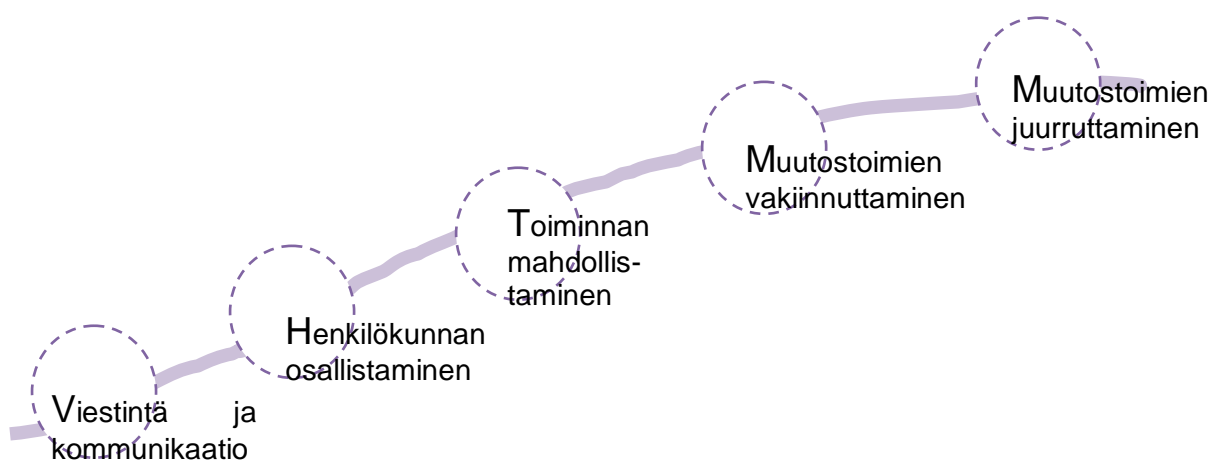 Muutostoimien
juurruttaminen
Muutostoimien
vakiinnuttaminen
Toiminnan
mahdollis-
taminen
Henkilökunnan
osallistaminen
Viestintä ja
kommunikaatio